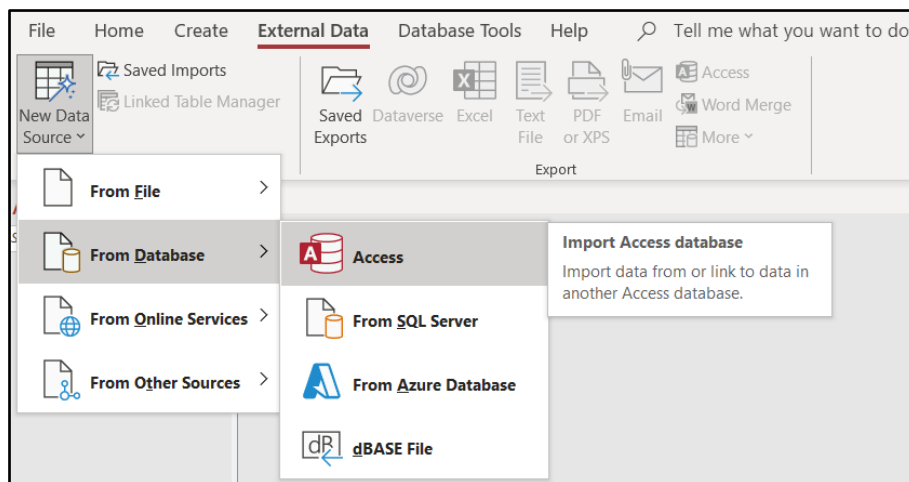 File Home Create External Data Database Tools Help Tell me what you want to do
New Data
Source
Saved Imports
Linked Table Manager
Saved
Exports
Dataverse
Excel
Text
File
PDF
or XPS
Email
Access
Word Merge
More
Export
From File
From Database
From Online Services
From Other Sources
Access
From SQL Server
From Azure Database
dBASE File
Import Access database
Import data from or link to data in
another Access database.